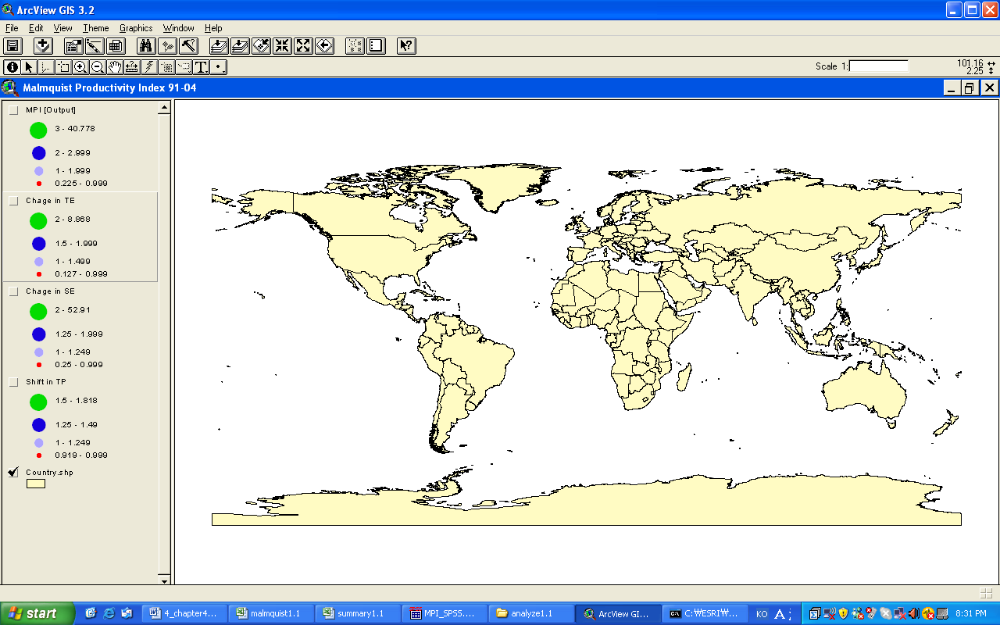 ArcView GIS 3.2
File Edit View Theme Graphics Window Help
Scale 1:
101.16
2.25
Malmquist Productivity Index 91-04
MPI [Output]
3 - 40.778
2 - 2.999
1 - 1.999
0.225 - 0.999
Chage in TE
2 - 8.868
1.5 - 1.999
1 - 1.499
0.127 - 0.999
Chage in SE
2 - 52.91
1.25 - 1.999
1 - 1.249
0.25 - 0.999
Shift in TP
1.5 - 1.818
1.25 - 1.49
1 - 1.249
0.919 - 0.999
Country.shp
start 4_chapter4... malmquist1.1 summary1.1 MPI_SPSS.... analyze1.1 ArcView GI... C:₩ESRI₩... KO A 8:31 PM